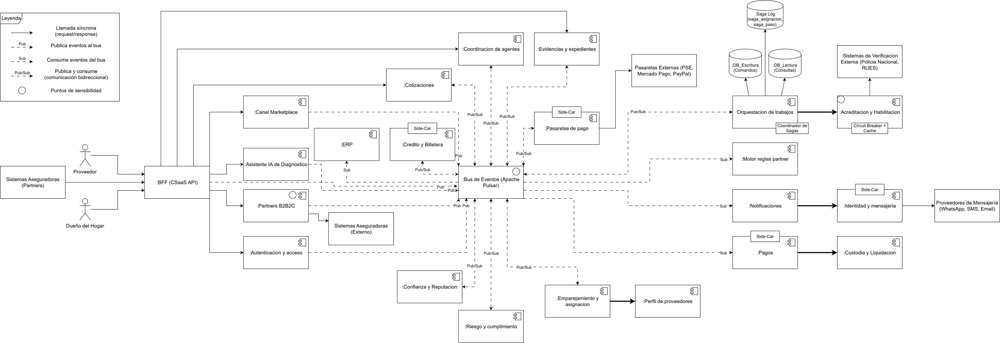 Leyenda
Llamada síncrona
(request/response)
Pub
Publica eventos al bus
Sub
Consume eventos del bus
Pub/Sub
Publica y consume
(comunicación bidireccional)
Puntos de sensibilidad
:Saga Log
(saga_asignacion,
saga_paso)
:Coordinacion de agentes
:Evidencias y expedientes
Pasarelas Externas (PSE,
Mercado Pago, PayPal)
:DB_Escritura
(Comandos)
:DB_Lectura
(Consultas)
:Sistemas de Verificacion
Externa (Policia Nacional,
RUES)
:Cotizaciones
:Canal Marketplace
Pub/Sub
Pub/Sub
Pub/Sub
Side-Car
:Pasarelas de pago
Pub/Sub
Orquestacion de trabajos
Coordinador de
Sagas
:Acreditacion y Habilitacion
Circuit Breaker +
Cache
:ERP
Side-Car
:Credito y Billetera
Pub
Pub/Sub
Proveedor
:Asistente IA de Diagnostico
Sub
Pub/Sub
Sub
:Motor reglas partner
Sistemas Aseguradoras
(Partners)
:BFF (CSaaS API)
:Bus de Eventos (Apache
Pulsar)
Pub
Pub
Side-Car
:Partners B2B2C
Pub
Pub
Sub
:Notificaciones
:Identidad y mensajeria
Proveedores de Mensajería
(WhatsApp, SMS, Email)
Dueño del Hogar
Sistemas Aseguradoras
(Externo)
Side-Car
:Autenticacion y acceso
Pub/Sub
Sub
:Pagos
:Custodia y Liquidacion
Pub/Sub
Pub/Sub
:Confianza y Reputacion
:Emparejamiento y
asignacion
:Perfil de proveedores
:Riesgo y cumplimiento